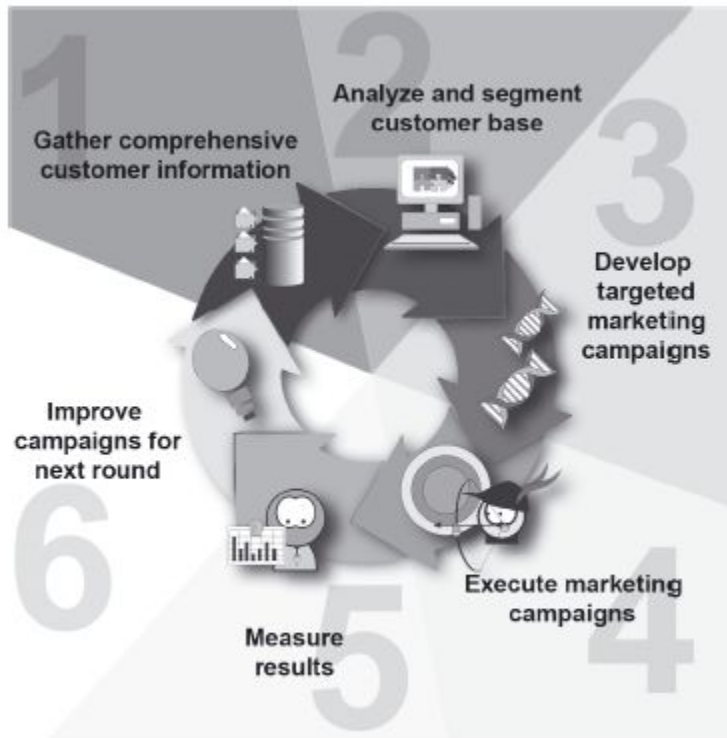 1
Gather comprehensive
customer information
2
Analyze and segment
customer base
3
Develop
targeted
marketing
campaigns
4
Execute marketing
campaigns
5
Measure
results
6
Improve
campaigns for
next round